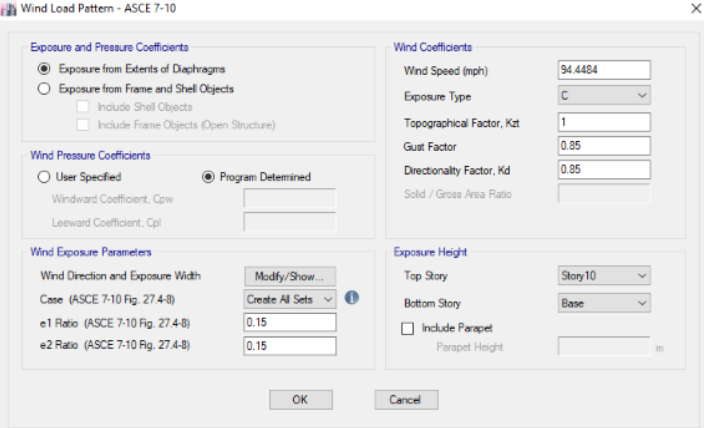 Wind Load Pattern - ASCE 7-10
Exposure and Pressure Coefficients
Exposure from Extents of Diaphragms
Exposure from Frame and Shell Objects
Include Shell Objects
Include Frame Objects (Open Structure)
Wind Pressure Coefficients
User Specified
Program Determined
Windward Coefficient, Cpw
Leeward Coefficient, Cpl
Wind Exposure Parameters
Wind Direction and Exposure Width
Modify/Show...
Case (ASCE 7-10 Fig. 27.4-8)
Create All Sets
e1 Ratio (ASCE 7-10 Fig. 27.4-8)
0.15
e2 Ratio (ASCE 7-10 Fig. 27.4-8)
0.15
Wind Coefficients
Wind Speed (mph)
94.4484
Exposure Type
C
Topographical Factor, Kzt
1
Gust Factor
0.85
Directionality Factor, Kd
0.85
Solid / Gross Area Ratio
Exposure Height
Top Story
Story10
Bottom Story
Base
Include Parapet
Parapet Height
m
OK
Cancel